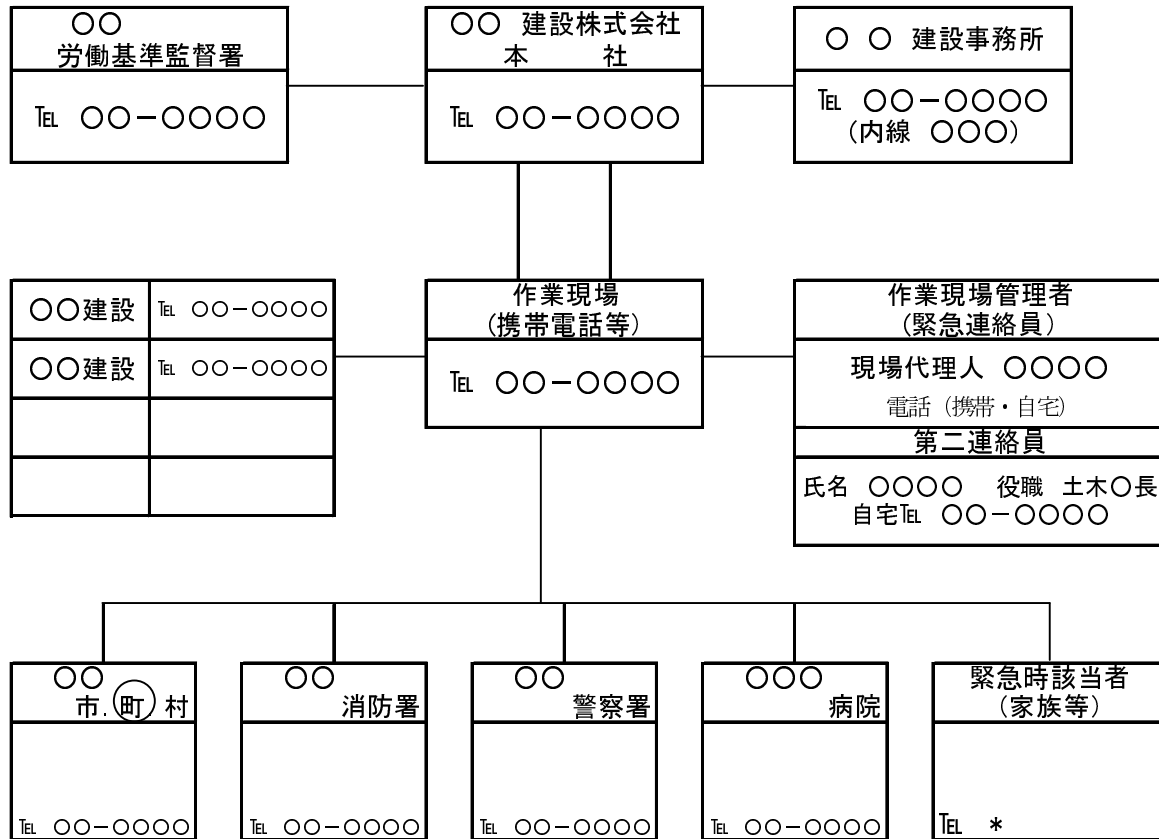 ○○
労働基準監督署
℡ ○○－○○○○
○○ 建設株式会社
本 社
℡ ○○－○○○○
○ ○ 建設事務所
℡ ○○－○○○○
(内線 ○○○)
○○建設 ℡ ○○－○○○○
○○建設 ℡ ○○－○○○○
作業現場
(携帯電話等)
℡ ○○－○○○○
作業現場管理者
(緊急連絡員)
現場代理人 ○○○○
電話（携帯・自宅）
第二連絡員
氏名 ○○○○ 役職 土木○長
自宅℡ ○○－○○○○
○○
市.町.村
℡ ○○－○○○○
○○
消防署
℡ ○○－○○○○
○○
警察署
℡ ○○－○○○○
○○○
病院
℡ ○○－○○○○
緊急時該当者
(家族等)
℡ ＊